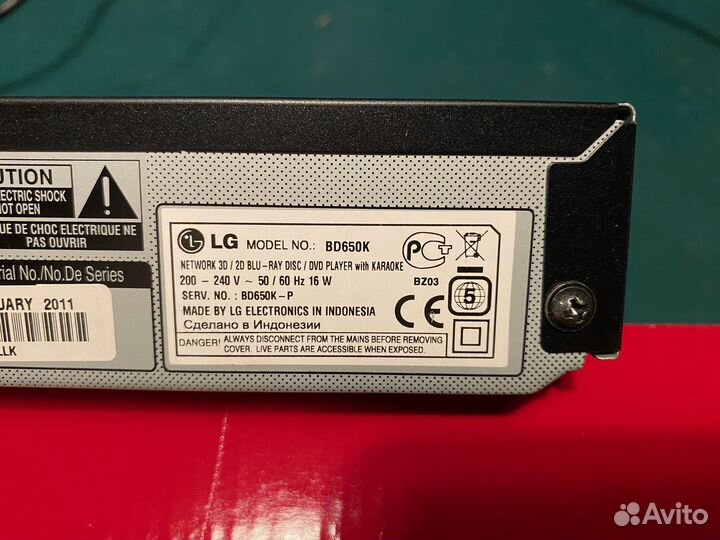 UTION
ELECTRIC SHOCK
NOT OPEN
UE DE CHOC ELECTRIQUE NE
PAS OUVRIR
rial No./No.De Series
UARY 2011
LLK
LG MODEL NO.: BD650K
NETWORK 3D / 2D BLU-RAY DISC / DVD PLAYER with KARAOKE
200 - 240 V ~ 50 / 60 Hz 16 W
SERV. NO.: BD650K-P
MADE BY LG ELECTRONICS IN INDONESIA
Сделано в Индонезии
DANGER! ALWAYS DISCONNECT FROM THE MAINS BEFORE REMOVING
COVER. LIVE PARTS ARE ACCESSIBLE WHEN EXPOSED.
РСТ
BZ03
5
CE
Avito